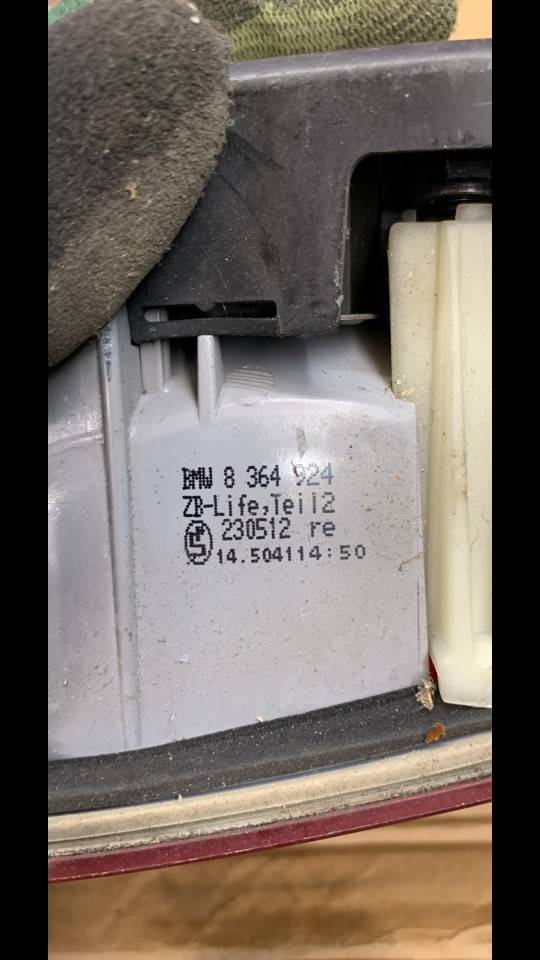 BMW 8 364 924
ZB-Life,Teil2
230512 re
14.504114:50